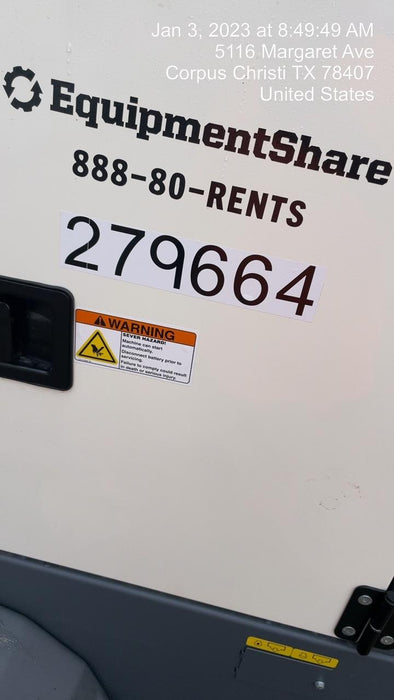 Jan 3, 2023 at 8:49:49 AM
5116 Margaret Ave
Corpus Christi TX 78407
United States
EquipmentShare
888-80-RENTS
279664
WARNING
SEVER HAZARD!
Machine can start
automatically.
Disconnect battery prior to
servicing.
Failure to comply could result
in death or serious injury.